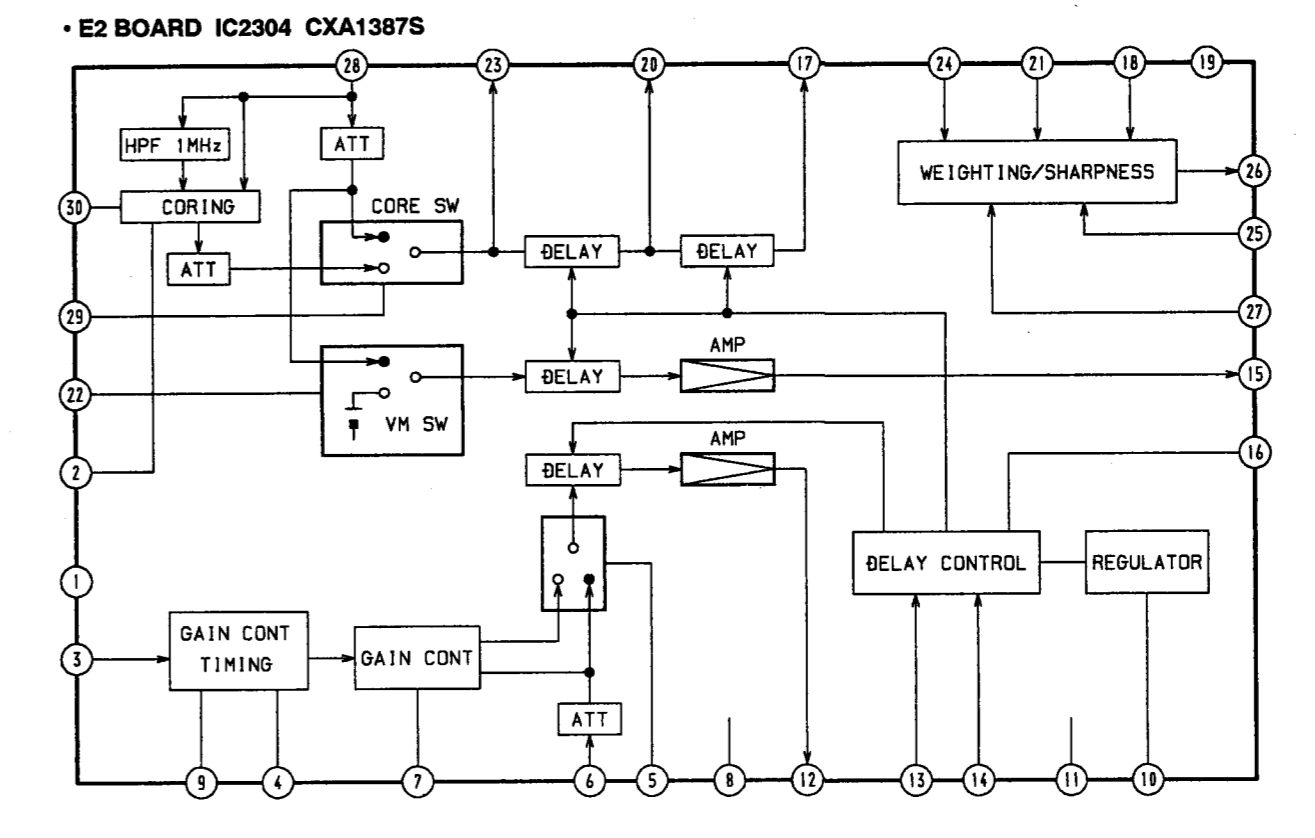 • E2 BOARD IC2304 CXA1387S
28
23
20
17
24
21
18
19
HPF 1MHz
ATT
WEIGHTING/SHARPNESS
26
30
CORING
CORE SW
25
ATT
DELAY
DELAY
29
27
AMP
DELAY
15
22
VM SW
AMP
16
2
DELAY
DELAY CONTROL
REGULATOR
1
GAIN CONT
TIMING
3
GAIN CONT
ATT
9
4
7
6
5
8
12
13
14
11
10